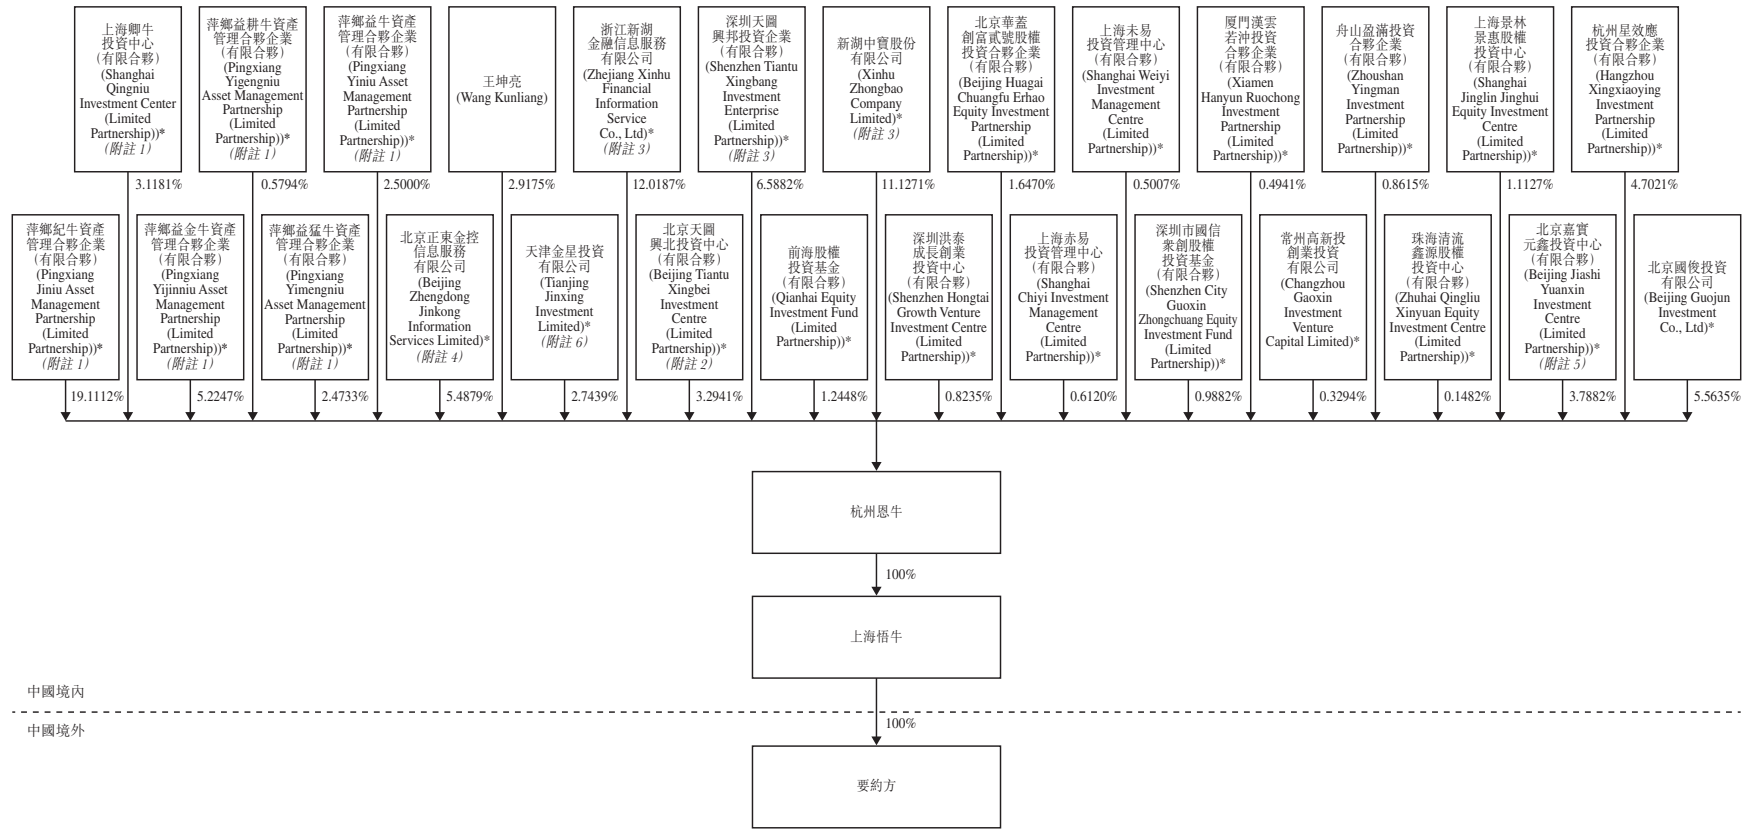 上海卿牛
投資中心
(有限合夥)
(Shanghai
Qingniu
Investment Center
(Limited
Partnership))*
(附註 1)
3.1181%
萍鄉益耕牛資產
管理合夥企業
(有限合夥)
(Pingxiang
Yigengniu
Asset Management
Partnership
(Limited
Partnership))*
(附註 1)
0.5794%
萍鄉益牛資產
管理合夥企業
(有限合夥)
(Pingxiang
Yiniu Asset
Management
Partnership
(Limited
Partnership))*
(附註 1)
2.5000%
王坤亮
(Wang Kunliang)
2.9175%
浙江新湖
金融信息服務
有限公司
(Zhejiang Xinhu
Financial
Information
Service
Co., Ltd)*
(附註 3)
12.0187%
深圳天圖
興邦投資企業
(有限合夥)
(Shenzhen Tiantu
Xingbang
Investment
Enterprise
(Limited
Partnership))*
(附註 3)
6.5882%
新湖中寶股份
有限公司
(Xinhu
Zhongbao
Company
Limited)*
(附註 3)
11.1271%
北京華蓋
創富貳號股權
投資合夥企業
(有限合夥)
(Beijing Huagai
Chuangfu Erhao
Equity Investment
Partnership
(Limited
Partnership))*
1.6470%
上海未易
投資管理中心
(有限合夥)
(Shanghai Weiyi
Investment
Management
Centre
(Limited
Partnership))*
0.5007%
厦門漢雲
若沖投資
合夥企業
(有限合夥)
(Xiamen
Hanyun Ruochong
Investment
Partnership
(Limited
Partnership))*
0.4941%
舟山盈滿投資
合夥企業
(有限合夥)
(Zhoushan
Yingman
Investment
Partnership
(Limited
Partnership))*
0.8615%
上海景林
景惠股權
投資中心
(有限合夥)
(Shanghai
Jinglin Jinghui
Equity Investment
Centre
(Limited
Partnership))*
1.1127%
杭州星效應
投資合夥企業
(有限合夥)
(Hangzhou
Xingxiaoying
Investment
Partnership
(Limited
Partnership))*
4.7021%
萍鄉紀牛資產
管理合夥企業
(有限合夥)
(Pingxiang
Jiniu Asset
Management
Partnership
(Limited
Partnership))*
(附註 1)
19.1112%
萍鄉益金牛資產
管理合夥企業
(有限合夥)
(Pingxiang
Yijinniu Asset
Management
Partnership
(Limited
Partnership))*
(附註 1)
5.2247%
萍鄉益猛牛資產
管理合夥企業
(有限合夥)
(Pingxiang
Yimengniu
Asset Management
Partnership
(Limited
Partnership))*
(附註 1)
2.4733%
北京正東金控
信息服務
有限公司
(Beijing
Zhengdong
Jinkong
Information
Services Limited)*
(附註 4)
5.4879%
天津金星投資
有限公司
(Tianjing
Jinxing
Investment
Limited)*
(附註 6)
2.7439%
北京天圖
興北投資中心
(有限合夥)
(Beijing Tiantu
Xingbei
Investment
Centre
(Limited
Partnership))*
(附註 2)
3.2941%
前海股權
投資基金
(有限合夥)
(Qianhai Equity
Investment Fund
(Limited
Partnership))*
1.2448%
深圳洪泰
成長創業
投資中心
(有限合夥)
(Shenzhen Hongtai
Growth Venture
Investment Centre
(Limited
Partnership))*
0.8235%
上海赤易
投資管理中心
(有限合夥)
(Shanghai
Chiyi Investment
Management
Centre
(Limited
Partnership))*
0.6120%
深圳市國信
衆創股權
投資基金
(有限合夥)
(Shenzhen City
Guoxin
Zhongchuang Equity
Investment Fund
(Limited
Partnership))*
0.9882%
常州高新投
創業投資
有限公司
(Changzhou
Gaoxin
Investment
Venture
Capital Limited)*
0.3294%
珠海清流
鑫源股權
投資中心
(有限合夥)
(Zhuhai Qingliu
Xinyuan Equity
Investment Centre
(Limited
Partnership))*
0.1482%
北京嘉實
元鑫投資中心
(有限合夥)
(Beijing Jiashi
Yuanxin
Investment
Centre
(Limited
Partnership))*
(附註 5)
3.7882%
北京國俊投資
有限公司
(Beijing Guojun
Investment
Co., Ltd)*
5.5635%
杭州恩牛
100%
上海悟牛
中國境內
中國境外
100%
要約方